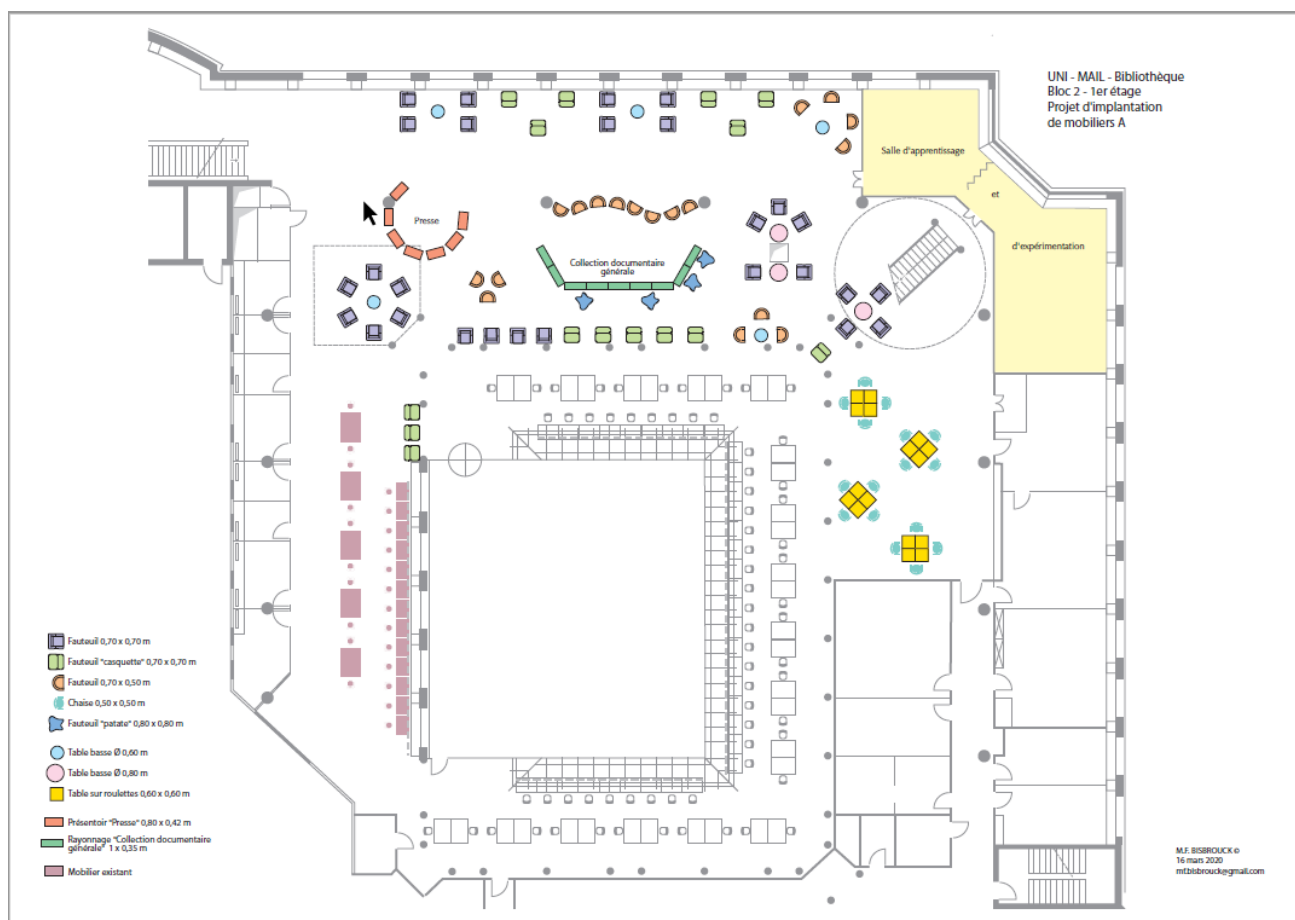 UNI - MAIL - Bibliothèque
Bloc 2 - 1er étage
Projet d'implantation
de mobiliers A
Salle d'apprentissage
et
d'expérimentation
Presse
Collection documentaire
générale
Fauteuil 0,70 x 0,70 m
Fauteuil "casquette" 0,70 x 0,70 m
Fauteuil 0,70 x 0,50 m
Chaise 0,50 x 0,50 m
Fauteuil "patate" 0,80 x 0,80 m
Table basse Ø 0,60 m
Table basse Ø 0,80 m
Table sur roulettes 0,60 x 0,60 m
Présentoir "Presse" 0,80 x 0,42 m
Rayonnage "Collection documentaire
générale" 1 x 0,35 m
Mobilier existant
M.F. BISBROUCK ©
16 mars 2020
mf.bisbrouck@gmail.com